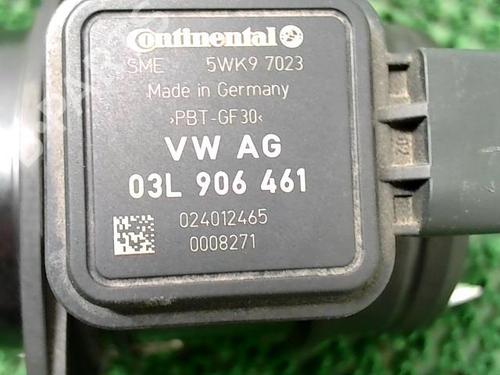 Continental
SME 5WK9 7023
Made in Germany
>PBT-GF30<
VW AG
03L 906 461
024012465
0008271